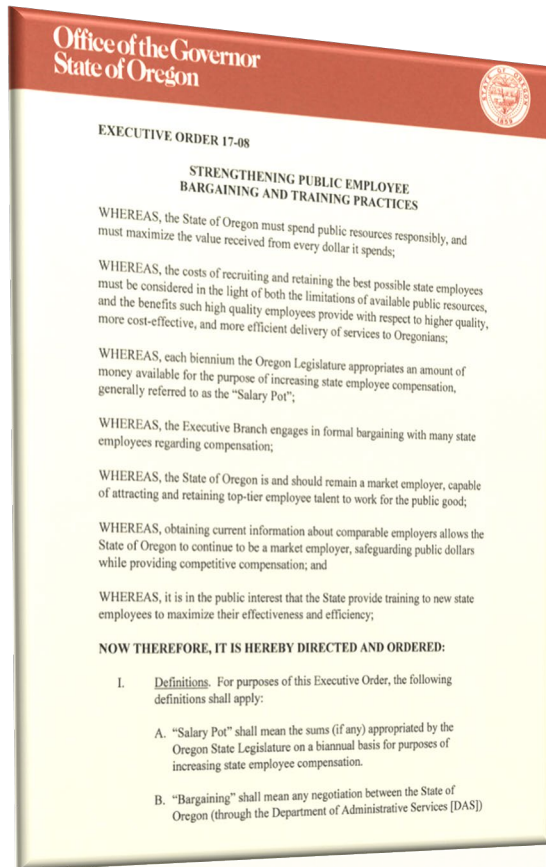 Office of the Governor
State of Oregon
STATE OF OREGON
1859
EXECUTIVE ORDER 17-08
STRENGTHENING PUBLIC EMPLOYEE
BARGAINING AND TRAINING PRACTICES
WHEREAS, the State of Oregon must spend public resources responsibly, and
must maximize the value received from every dollar it spends;
WHEREAS, the costs of recruiting and retaining the best possible state employees
must be considered in the light of both the limitations of available public resources,
and the benefits such high quality employees provide with respect to higher quality,
more cost-effective, and more efficient delivery of services to Oregonians;
WHEREAS, each biennium the Oregon Legislature appropriates an amount of
money available for the purpose of increasing state employee compensation,
generally referred to as the “Salary Pot”;
WHEREAS, the Executive Branch engages in formal bargaining with many state
employees regarding compensation;
WHEREAS, the State of Oregon is and should remain a market employer, capable
of attracting and retaining top-tier employee talent to work for the public good;
WHEREAS, obtaining current information about comparable employers allows the
State of Oregon to continue to be a market employer, safeguarding public dollars
while providing competitive compensation; and
WHEREAS, it is in the public interest that the State provide training to new state
employees to maximize their effectiveness and efficiency;
NOW THEREFORE, IT IS HEREBY DIRECTED AND ORDERED:
I. Definitions. For purposes of this Executive Order, the following
definitions shall apply:
A. “Salary Pot” shall mean the sums (if any) appropriated by the
Oregon State Legislature on a biannual basis for purposes of
increasing state employee compensation.
B. “Bargaining” shall mean any negotiation between the State of
Oregon (through the Department of Administrative Services [DAS])